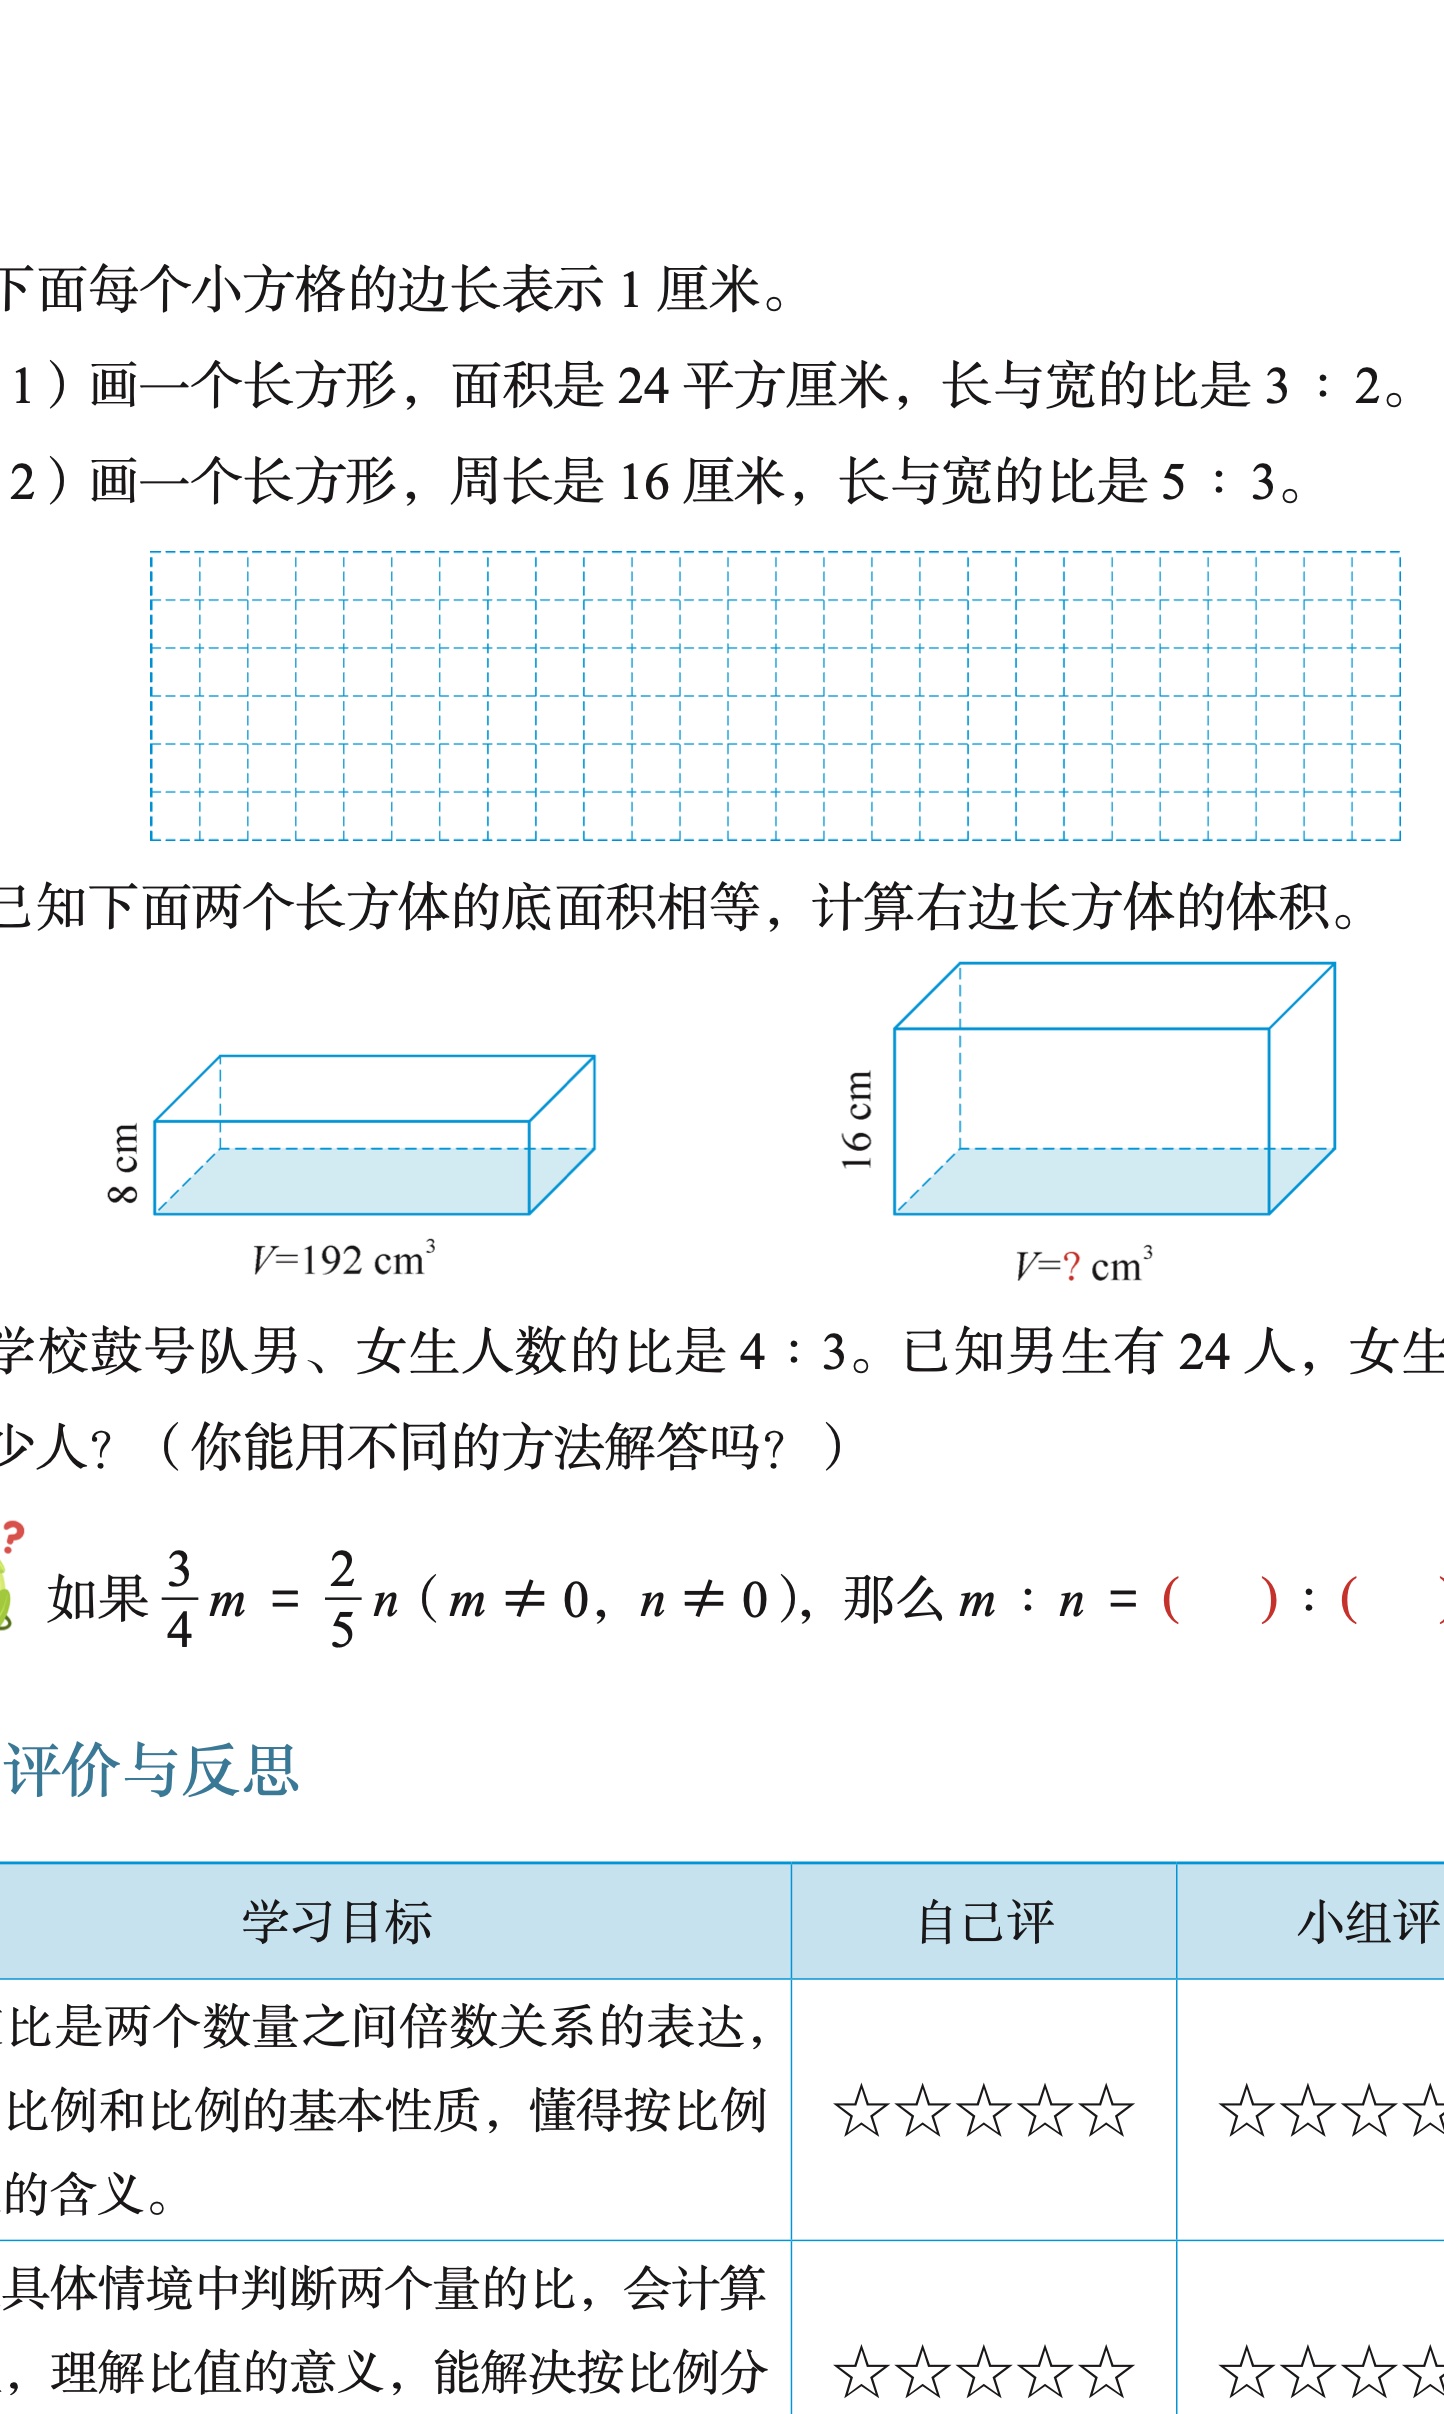 下面每个小方格的边长表示 1 厘米。
1）画一个长方形，面积是 24 平方厘米，长与宽的比是 3 ∶ 2。
2）画一个长方形，周长是 16 厘米，长与宽的比是 5 ∶ 3。
已知下面两个长方体的底面积相等，计算右边长方体的体积。
8 cm
16 cm
V=192 cm³
V=? cm³
学校鼓号队男、女生人数的比是 4 ∶ 3。已知男生有 24 人，女生
少人？（你能用不同的方法解答吗？）
?
如果 3/4 m = 2/5 n（m ≠ 0，n ≠ 0），那么 m ∶ n =（ ）∶（ ）
评价与反思
学习目标 自己评 小组评
比是两个数量之间倍数关系的表达，
比例和比例的基本性质，懂得按比例
☆☆☆☆☆ ☆☆☆☆
的含义。
具体情境中判断两个量的比，会计算
，理解比值的意义，能解决按比例分
☆☆☆☆☆ ☆☆☆☆